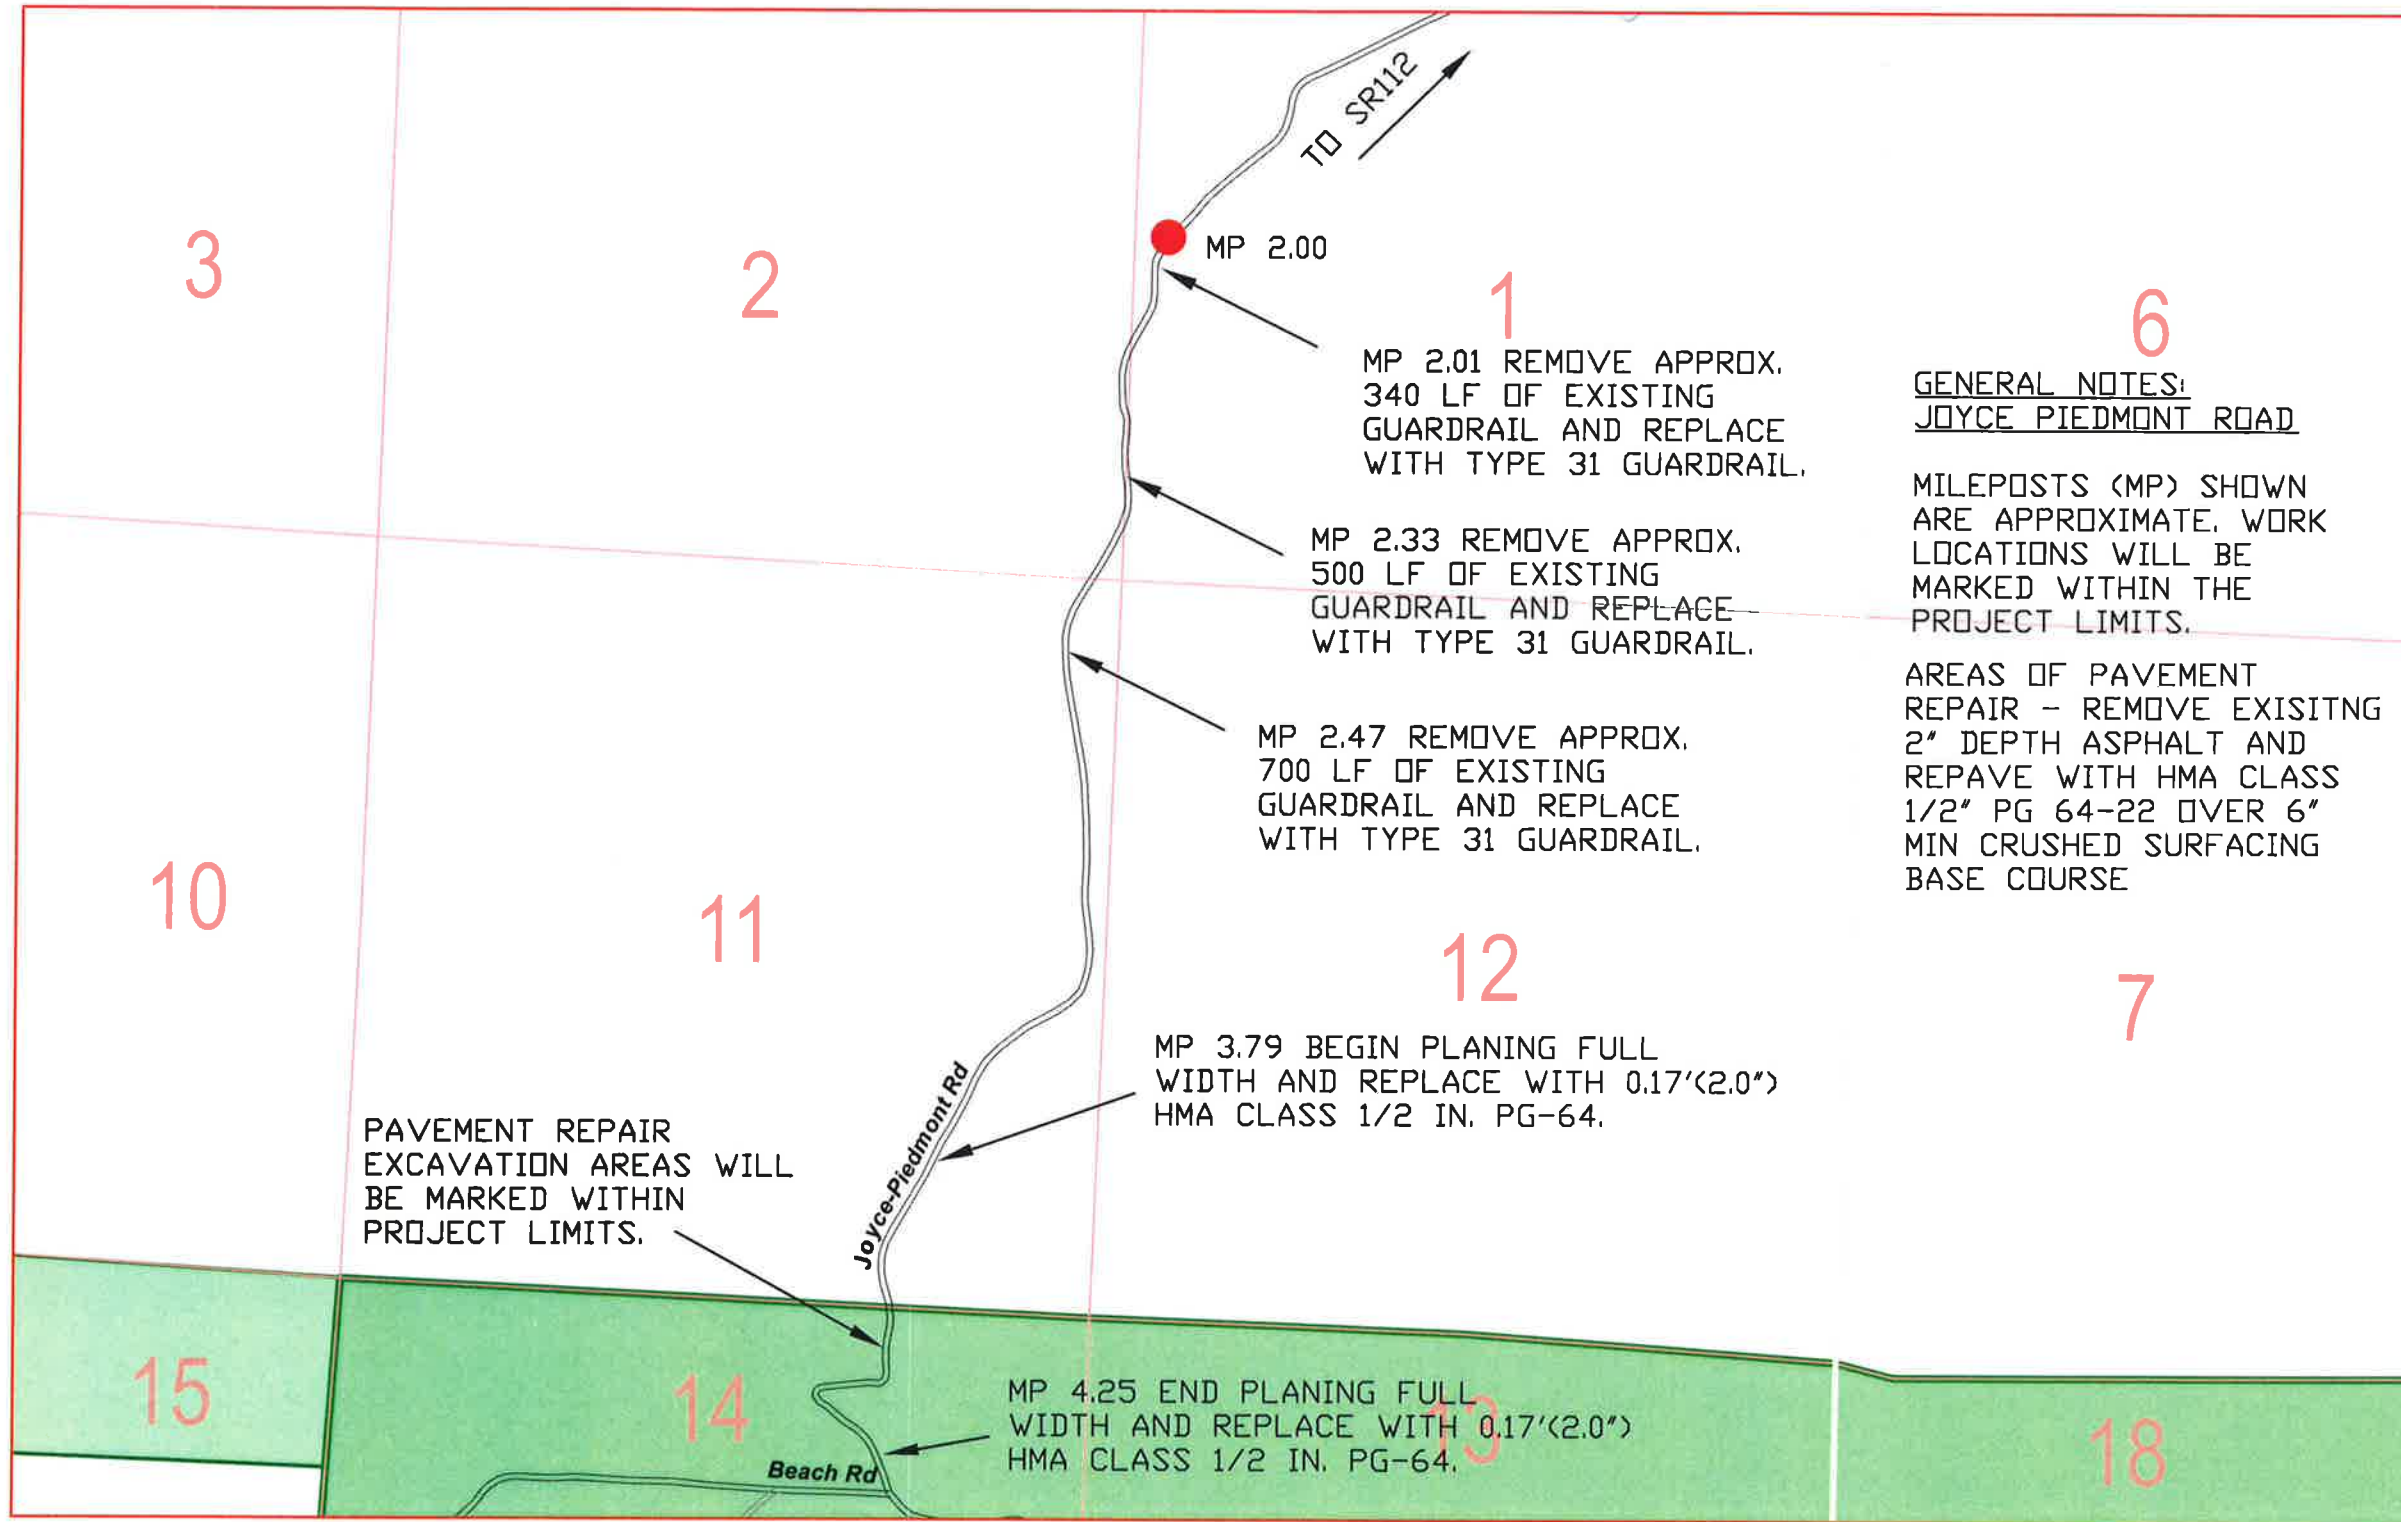 TO SR112
MP 2.00
3
2
1
6
MP 2.01 REMOVE APPROX.
340 LF OF EXISTING
GUARDRAIL AND REPLACE
WITH TYPE 31 GUARDRAIL.
GENERAL NOTES:
JOYCE PIEDMONT ROAD
MILEPOSTS (MP) SHOWN
ARE APPROXIMATE. WORK
LOCATIONS WILL BE
MARKED WITHIN THE
PROJECT LIMITS.
AREAS OF PAVEMENT
REPAIR - REMOVE EXISITNG
2" DEPTH ASPHALT AND
REPAVE WITH HMA CLASS
1/2" PG 64-22 OVER 6"
MIN CRUSHED SURFACING
BASE COURSE
MP 2.33 REMOVE APPROX.
500 LF OF EXISTING
GUARDRAIL AND REPLACE
WITH TYPE 31 GUARDRAIL.
MP 2.47 REMOVE APPROX.
700 LF OF EXISTING
GUARDRAIL AND REPLACE
WITH TYPE 31 GUARDRAIL.
10
11
12
7
MP 3.79 BEGIN PLANING FULL
WIDTH AND REPLACE WITH 0.17'(2.0")
HMA CLASS 1/2 IN. PG-64.
Joyce-Piedmont Rd
PAVEMENT REPAIR
EXCAVATION AREAS WILL
BE MARKED WITHIN
PROJECT LIMITS.
15
14
13
18
MP 4.25 END PLANING FULL
WIDTH AND REPLACE WITH 0.17'(2.0")
HMA CLASS 1/2 IN. PG-64.
Beach Rd